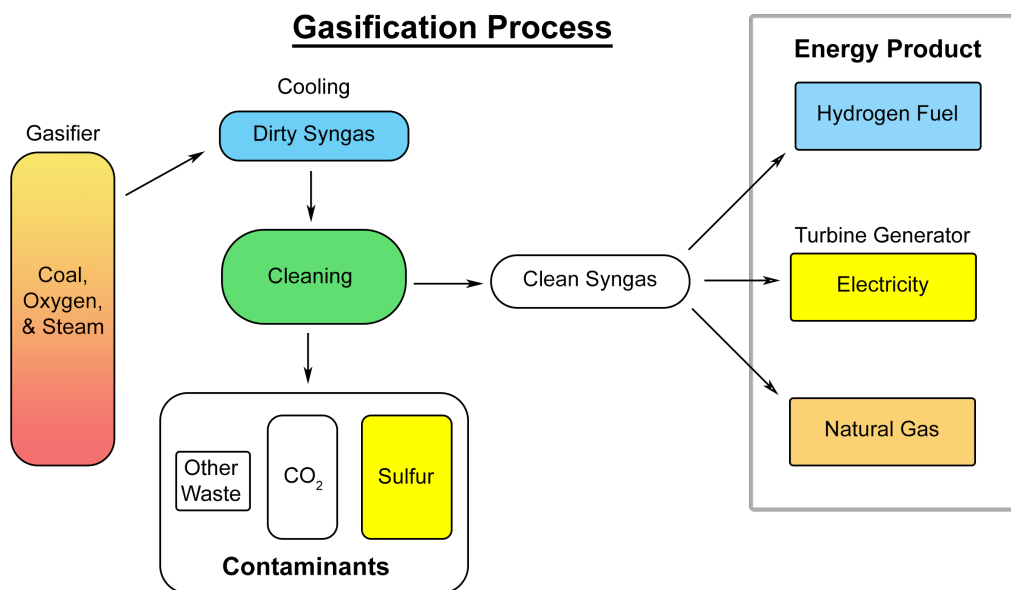 Gasification Process
Gasifier
Coal,
Oxygen,
& Steam
Cooling
Dirty Syngas
Cleaning
Other
Waste
CO₂
Sulfur
Contaminants
Clean Syngas
Energy Product
Hydrogen Fuel
Turbine Generator
Electricity
Natural Gas